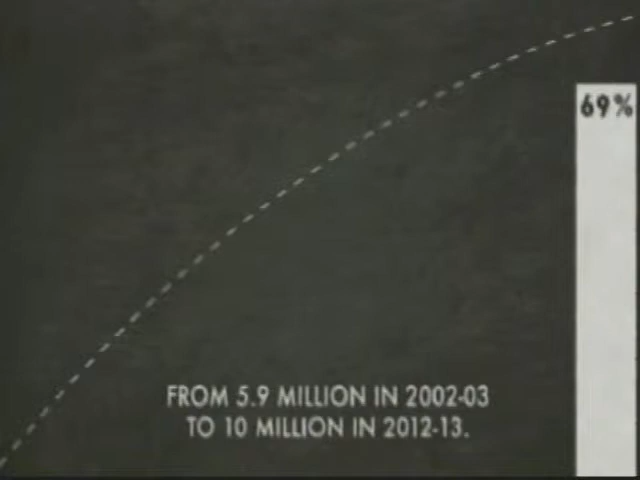 69%
FROM 5.9 MILLION IN 2002-03
TO 10 MILLION IN 2012-13.